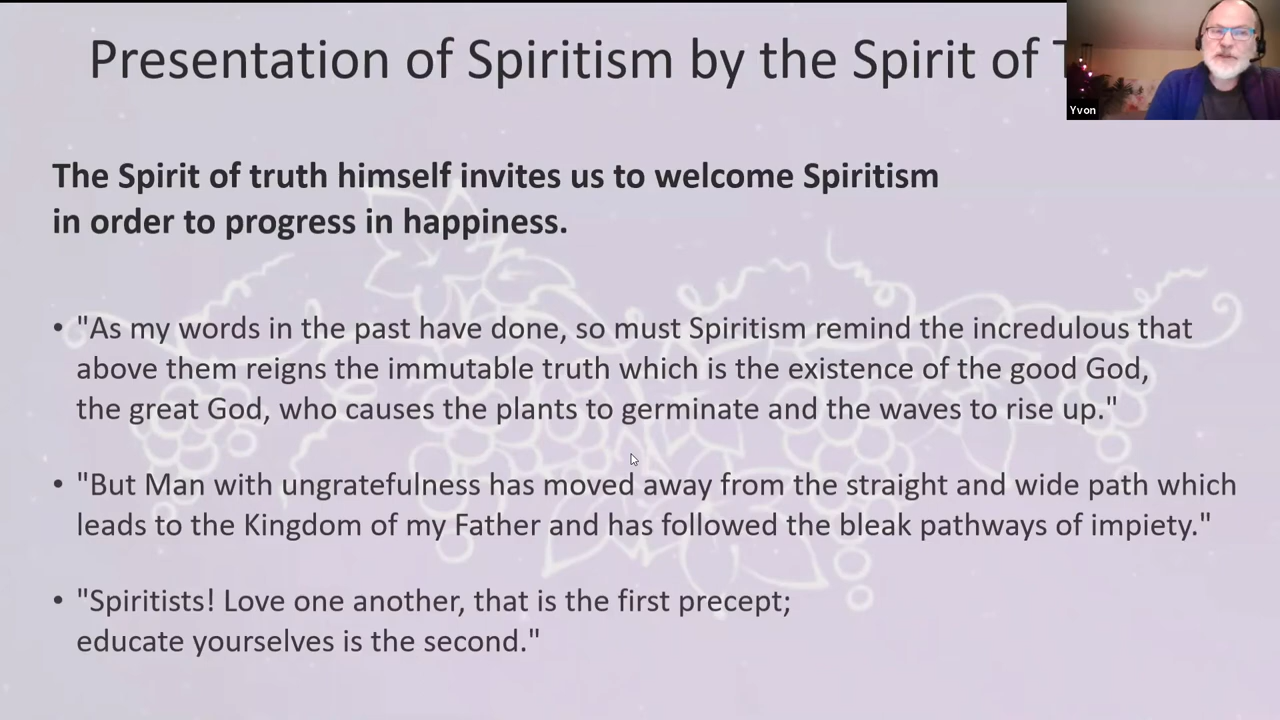 Presentation of Spiritism by the Spirit of
Yvon
The Spirit of truth himself invites us to welcome Spiritism
in order to progress in happiness.
• "As my words in the past have done, so must Spiritism remind the incredulous that
above them reigns the immutable truth which is the existence of the good God,
the great God, who causes the plants to germinate and the waves to rise up."
• "But Man with ungratefulness has moved away from the straight and wide path which
leads to the Kingdom of my Father and has followed the bleak pathways of impiety."
• "Spiritists! Love one another, that is the first precept;
educate yourselves is the second."